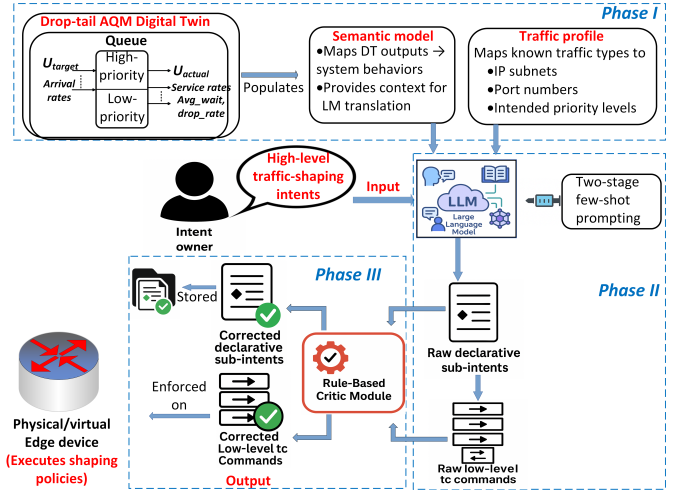 Drop-tail AQM Digital Twin
Queue
Utarget
Arrival
rates
High-
priority
Low-
priority
Uactual
Service rates
Avg_wait,
drop_rate
Populates
Semantic model
●Maps DT outputs →
system behaviors
●Provides context for
LM translation
Phase I
Traffic profile
Maps known traffic types to
●IP subnets
●Port numbers
●Intended priority levels
High-level
traffic-shaping
intents
Input
Intent
owner
LLM
Large
Language
Model
Two-stage
few-shot
prompting
Phase III
Phase II
Stored
Corrected
declarative
sub-intents
Rule-Based
Critic Module
Raw declarative
sub-intents
Enforced
on
Corrected
Low-level tc
Commands
Output
Raw low-level
tc commands
Physical/virtual
Edge device
(Executes shaping
policies)